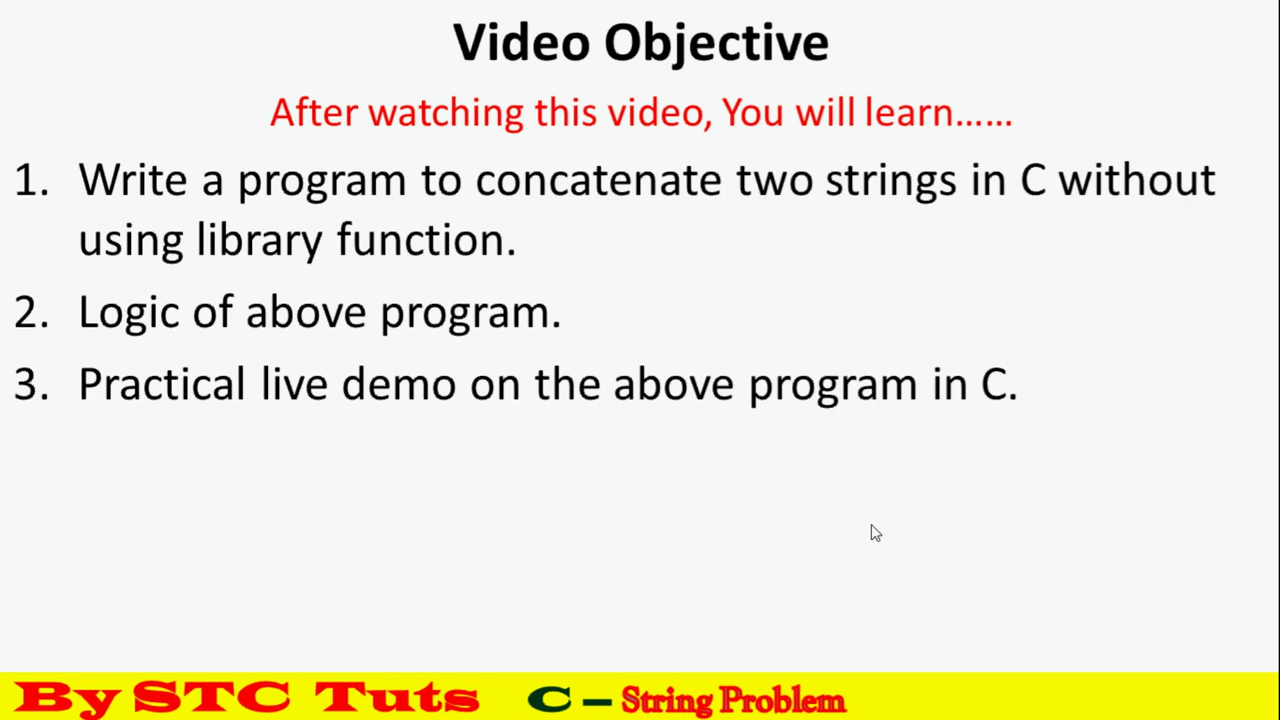 Video Objective
After watching this video, You will learn......
1. Write a program to concatenate two strings in C without
using library function.
2. Logic of above program.
3. Practical live demo on the above program in C.
By STC Tuts C – String Problem